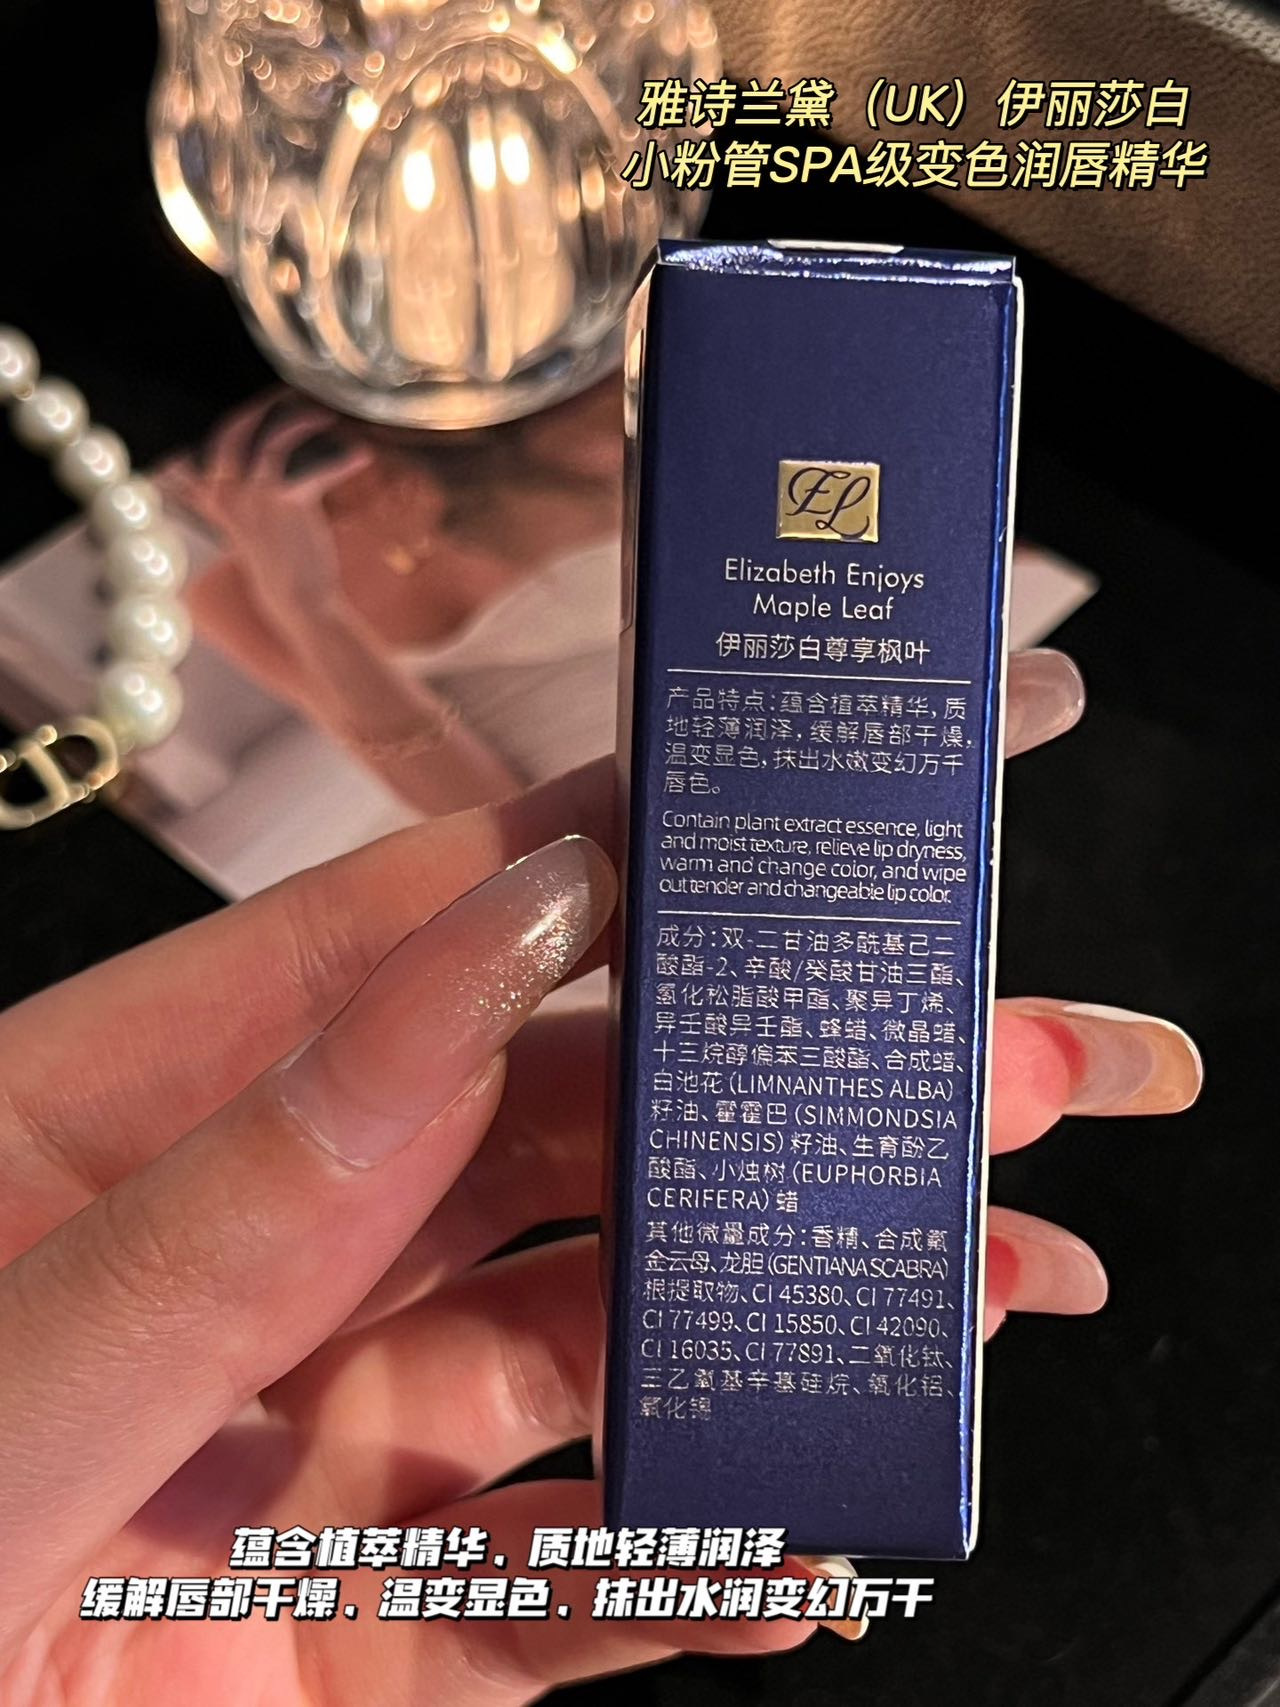 雅诗兰黛（UK）伊丽莎白
小粉管SPA级变色润唇精华
EL
Elizabeth Enjoys
Maple Leaf
伊丽莎白尊享枫叶
产品特点：蕴含植萃精华，质
地轻薄润泽，缓解唇部干燥，
温变显色，抹出水嫩变幻万千
唇色。
Contain plant extract essence, light
and moist texture, relieve lip dryness,
warm and change color, and wipe
out tender and changeable lip color.
成分：双-二甘油多酰基己二
酸酯-2、辛酸/癸酸甘油三酯、
氢化松脂酸甲酯、聚异丁烯、
异壬酸异壬酯、蜂蜡、微晶蜡、
十三烷醇偏苯三酸酯、合成蜡、
白池花（LIMNANTHES ALBA）
籽油、霍霍巴（SIMMONDSIA
CHINENSIS）籽油、生育酚乙
酸酯、小烛树（EUPHORBIA
CERIFERA）蜡
其他微量成分：香精、合成氟
金云母、龙胆（GENTIANA SCABRA）
根提取物、CI 45380、CI 77491、
CI 77499、CI 15850、CI 42090、
CI 16035、CI 77891、二氧化钛、
三乙氧基辛基硅烷、氧化铝、
氧化锡
蕴含植萃精华、质地轻薄润泽
缓解唇部干燥、温变显色、抹出水润变幻万千